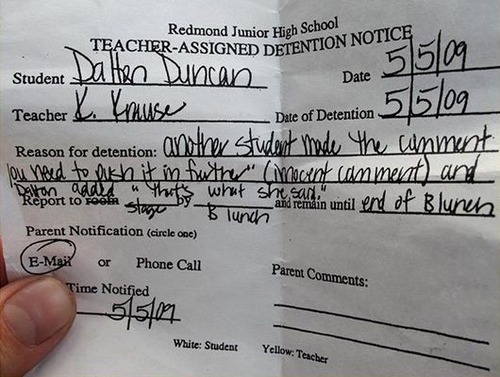 Redmond Junior High School
TEACHER-ASSIGNED DETENTION NOTICE
Student Dalten Duncan Date 5/5/09
Teacher K. Krause Date of Detention 5/5/09
Reason for detention: another student made the comment
"you need to push it in further" (innocent comment) and
Dalton added "that's what she said."
Report to room stage by B lunch and remain until end of B lunch
Parent Notification (circle one)
E-Mail or Phone Call Parent Comments:
Time Notified
5/5/09
White: Student Yellow: Teacher